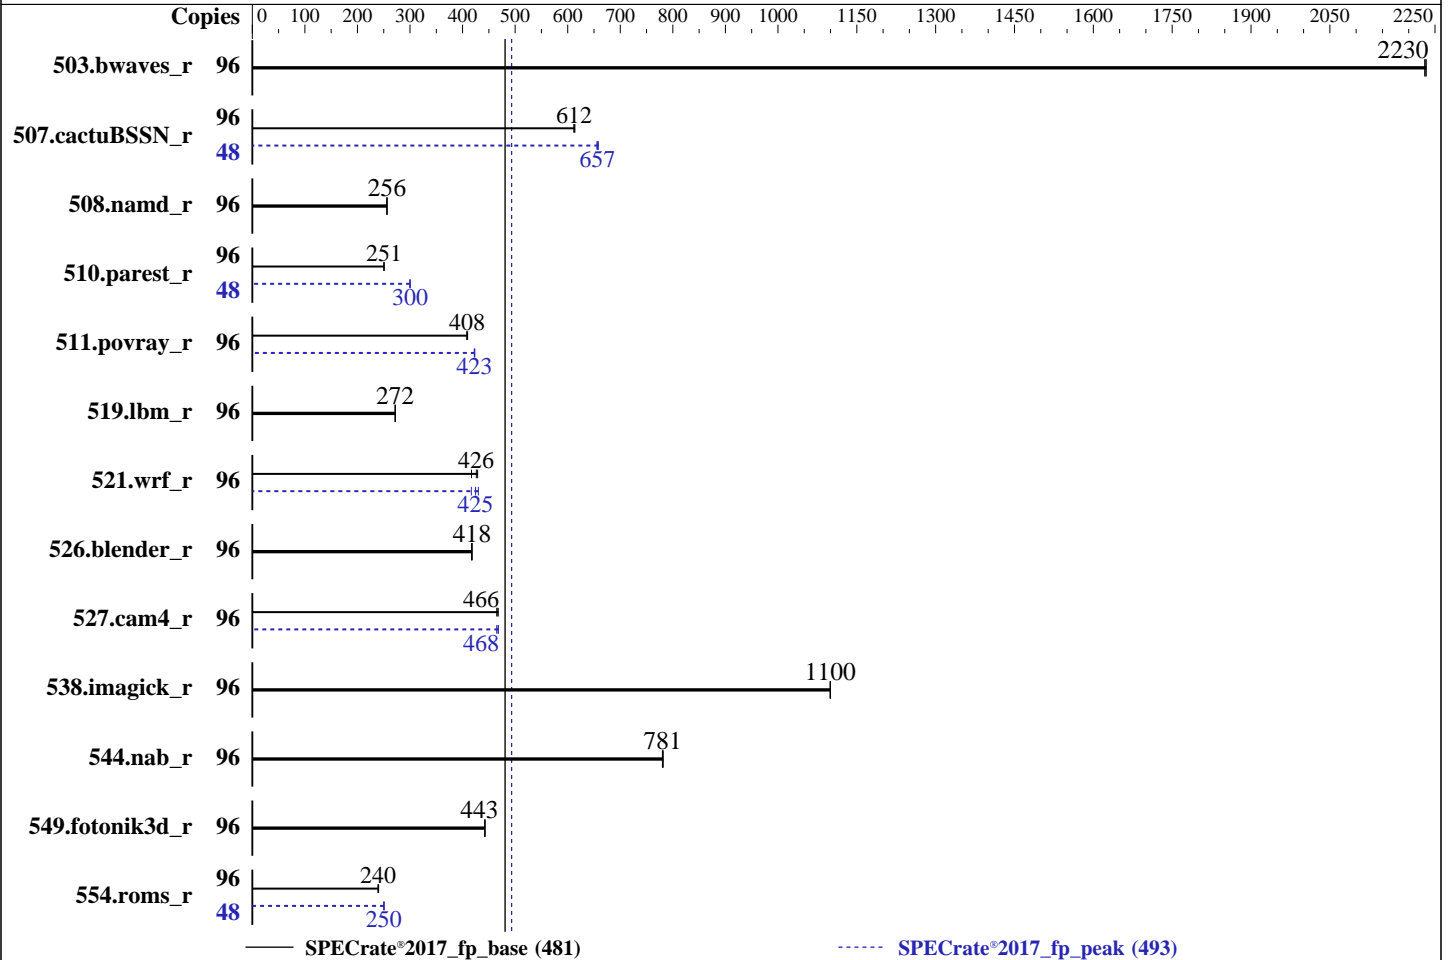 Copies 0 100 200 300 400 500 600 700 800 900 1000 1150 1300 1450 1600 1750 1900 2050 2250
503.bwaves_r 96 2230
507.cactuBSSN_r 96 612
48 657
508.namd_r 96 256
510.parest_r 96 251
48 300
511.povray_r 96 408
423
519.lbm_r 96 272
521.wrf_r 96 426
425
526.blender_r 96 418
527.cam4_r 96 466
468
538.imagick_r 96 1100
544.nab_r 96 781
549.fotonik3d_r 96 443
554.roms_r 96 240
48 250
SPECrate®2017_fp_base (481) SPECrate®2017_fp_peak (493)